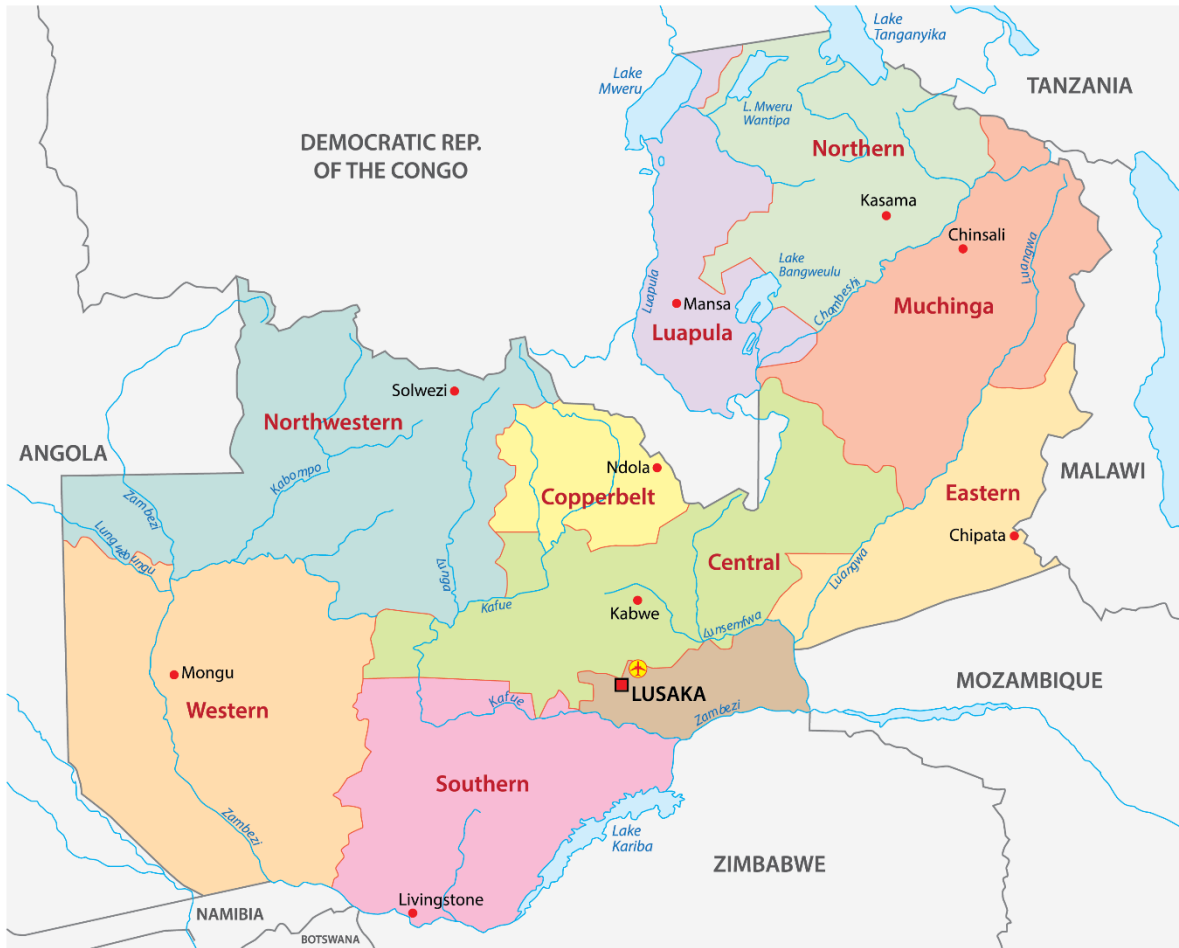 Lake
Tanganyika
Lake
Mweru
TANZANIA
L. Mweru
Wantipa
DEMOCRATIC REP.
OF THE CONGO
Northern
Kasama
Chinsali
Luangwa
Lake
Bangweulu
Luapula
Mansa
Chambeshi
Muchinga
Luapula
Solwezi
Northwestern
ANGOLA
Kabompo
Ndola
MALAWI
Copperbelt
Eastern
Zambezi
Lungwebungu
Chipata
Central
Luangwa
Lunga
Kafue
Kabwe
Lunsemfwa
Mongu
Western
LUSAKA
MOZAMBIQUE
Kafue
Zambezi
Southern
Zambezi
Lake
Kariba
ZIMBABWE
Livingstone
NAMIBIA
BOTSWANA